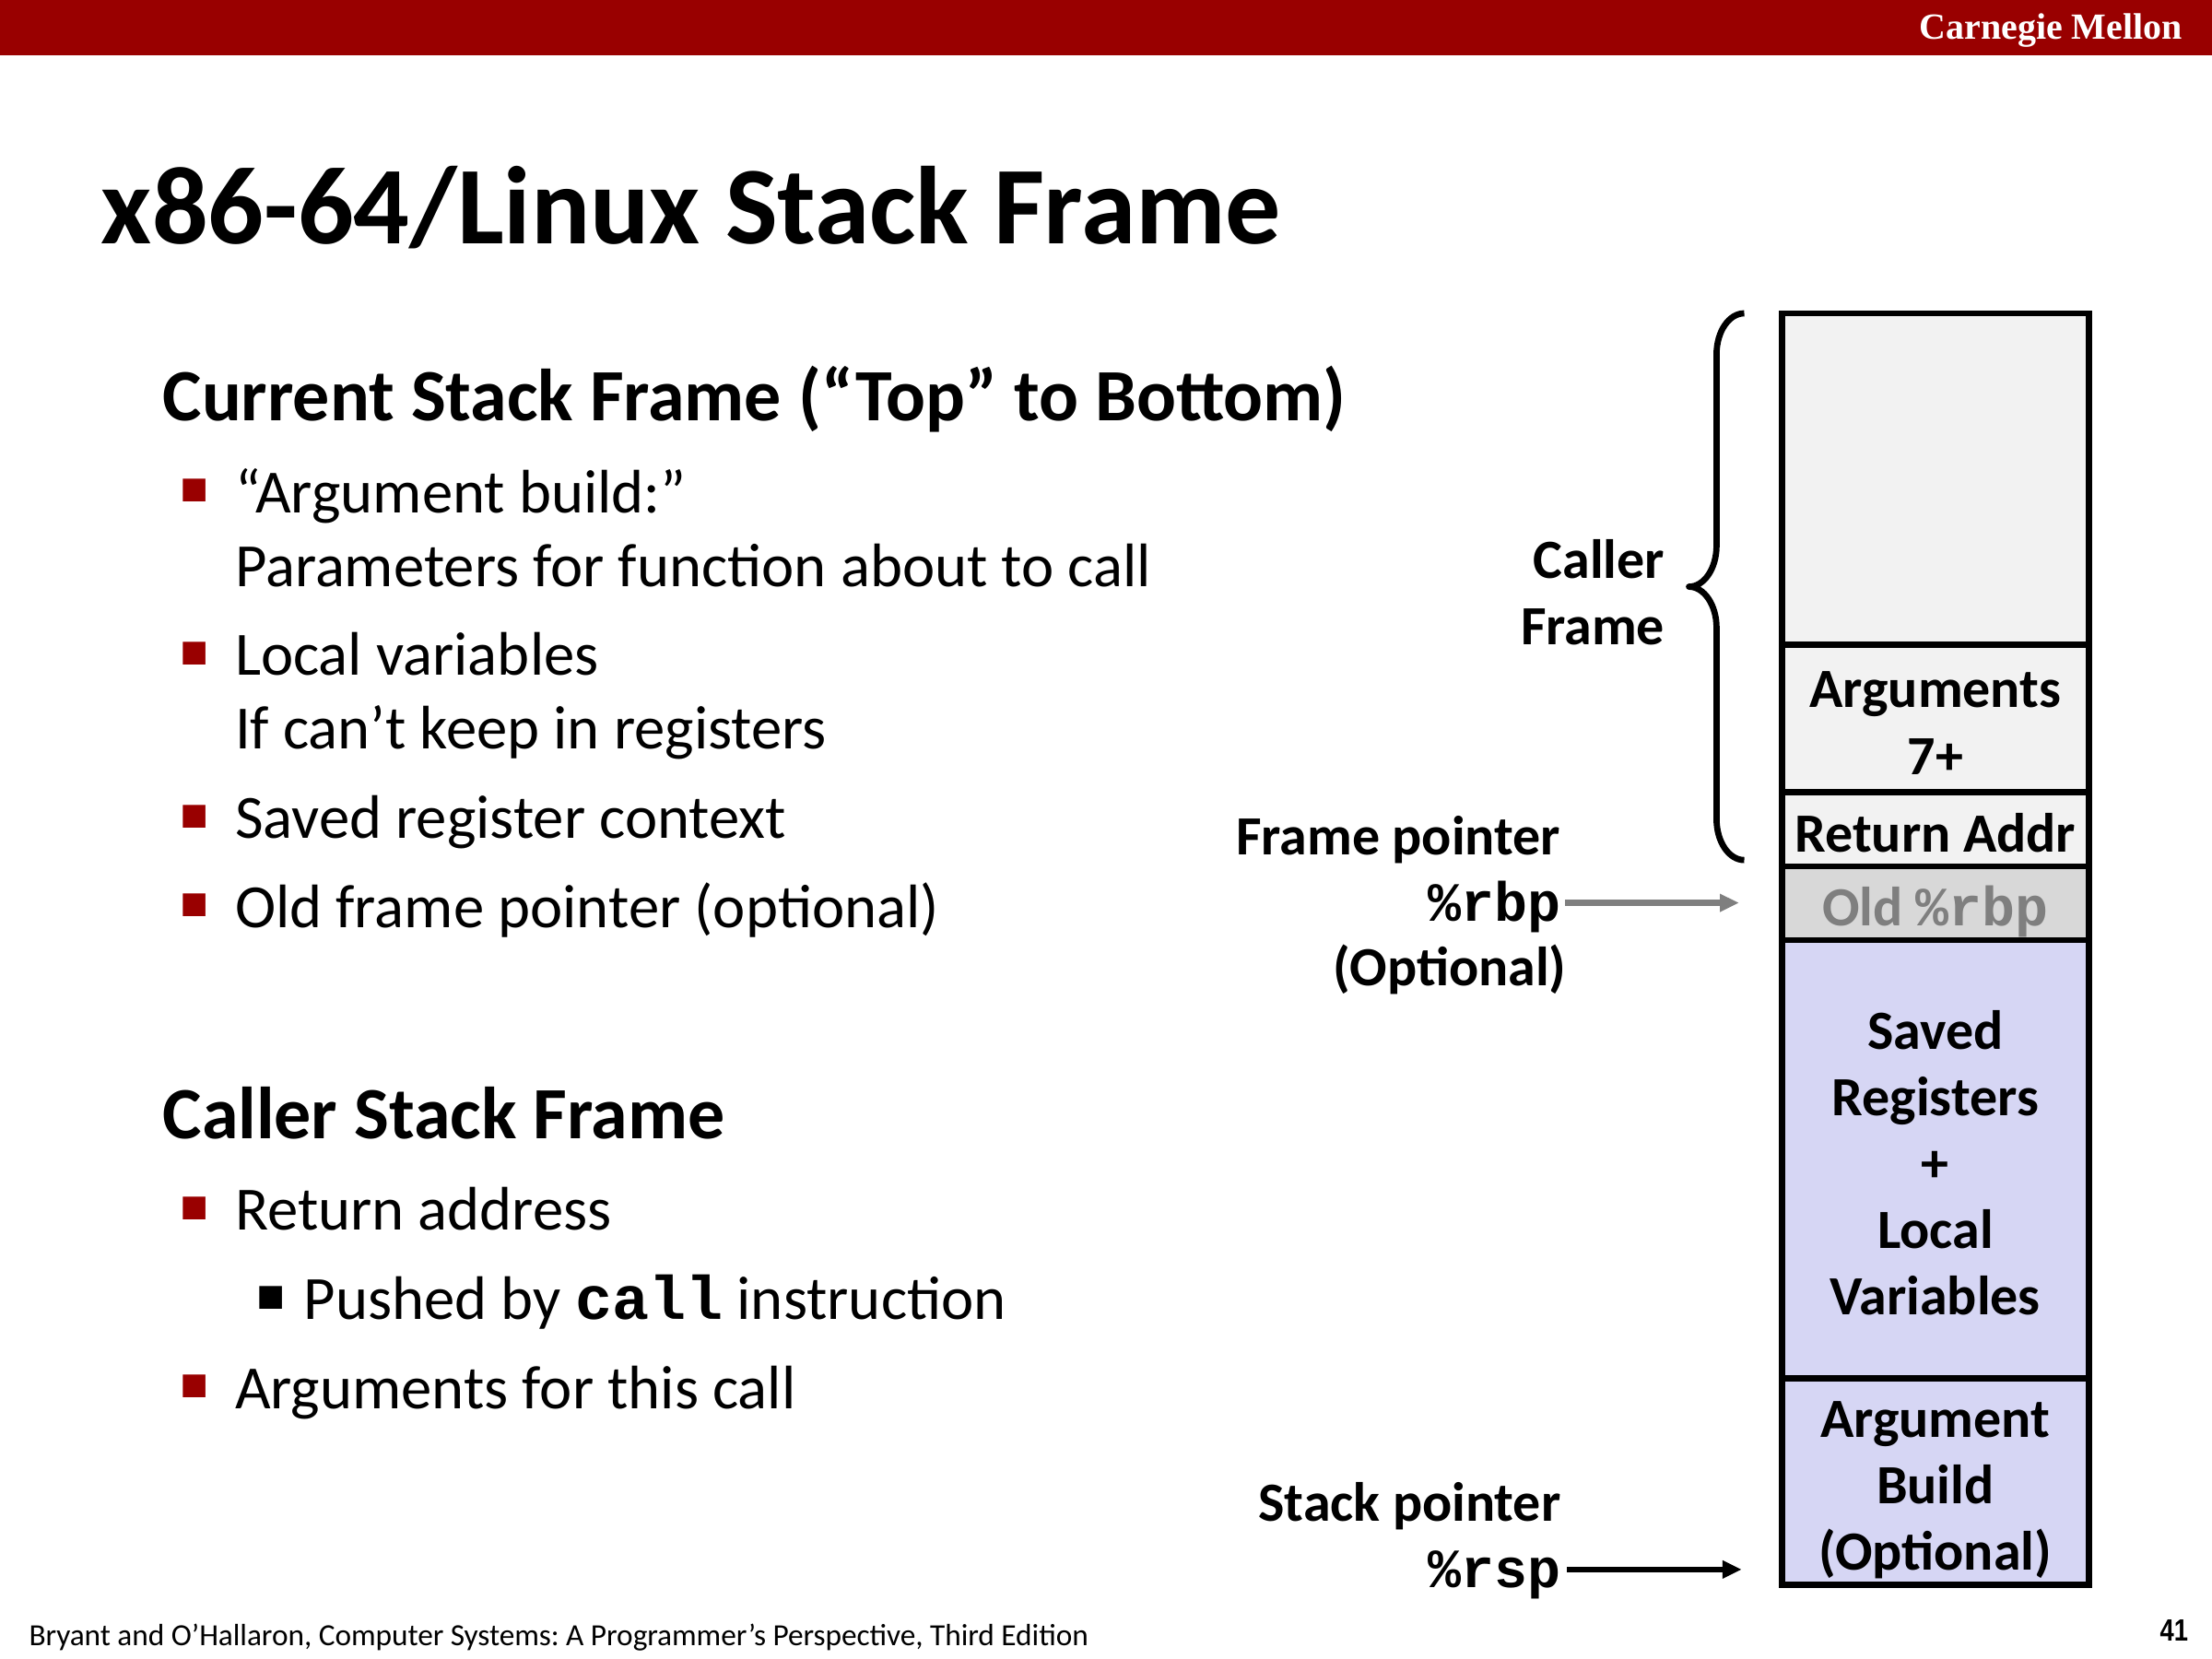 Carnegie Mellon
x86-64/Linux Stack Frame
Current Stack Frame (“Top” to Bottom)
“Argument build:”
Parameters for function about to call
Local variables
If can’t keep in registers
Saved register context
Old frame pointer (optional)
Caller Stack Frame
Return address
Pushed by call instruction
Arguments for this call
Caller
Frame
Frame pointer
%rbp
(Optional)
Stack pointer
%rsp
Arguments
7+
Return Addr
Old %rbp
Saved
Registers
+
Local
Variables
Argument
Build
(Optional)
Bryant and O’Hallaron, Computer Systems: A Programmer’s Perspective, Third Edition
41